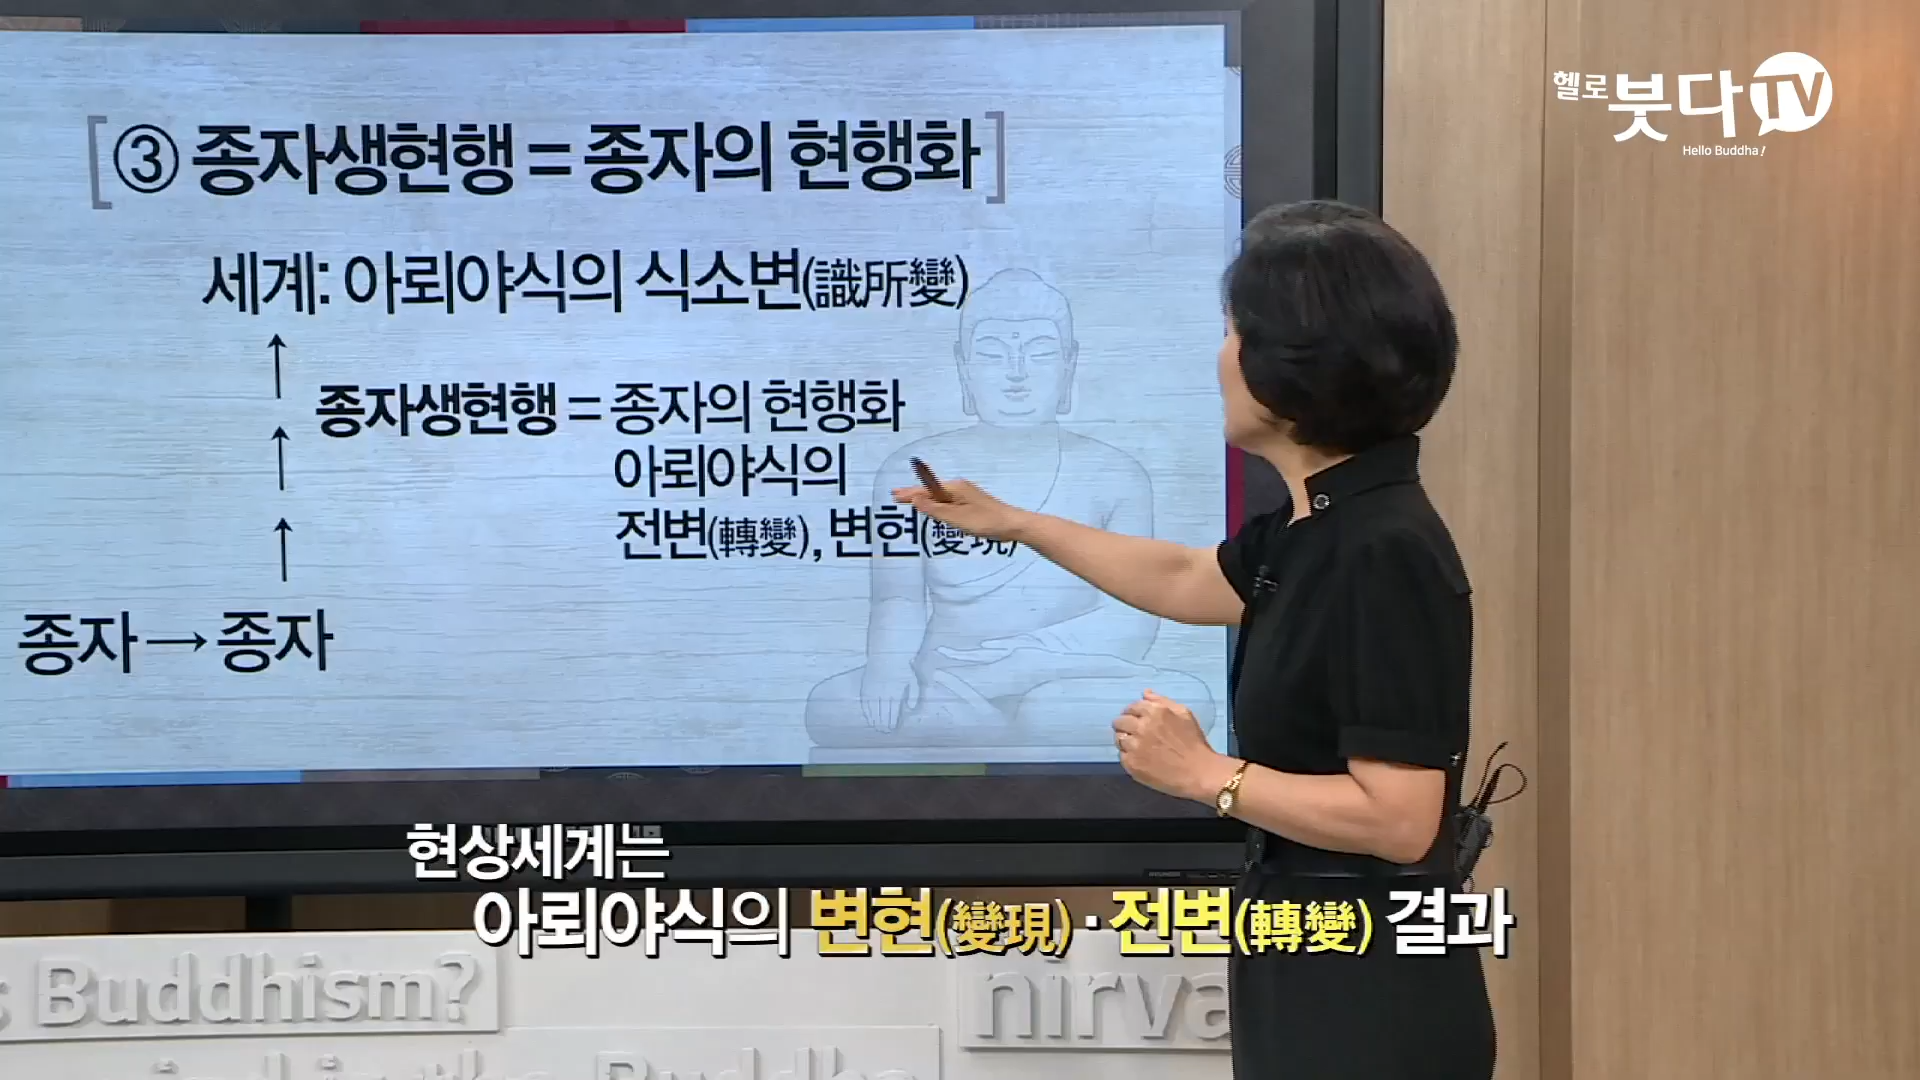 헬로 붓다 TV
Hello Buddha!
[③ 종자생현행 = 종자의 현행화]
세계: 아뢰야식의 식소변(識所變)
↑
종자생현행 = 종자의 현행화
↑
아뢰야식의
전변(轉變), 변현(變現)
↑
종자 → 종자
현상세계는
아뢰야식의 변현(變現)·전변(轉變) 결과
Buddhism?
nirva
Buddha